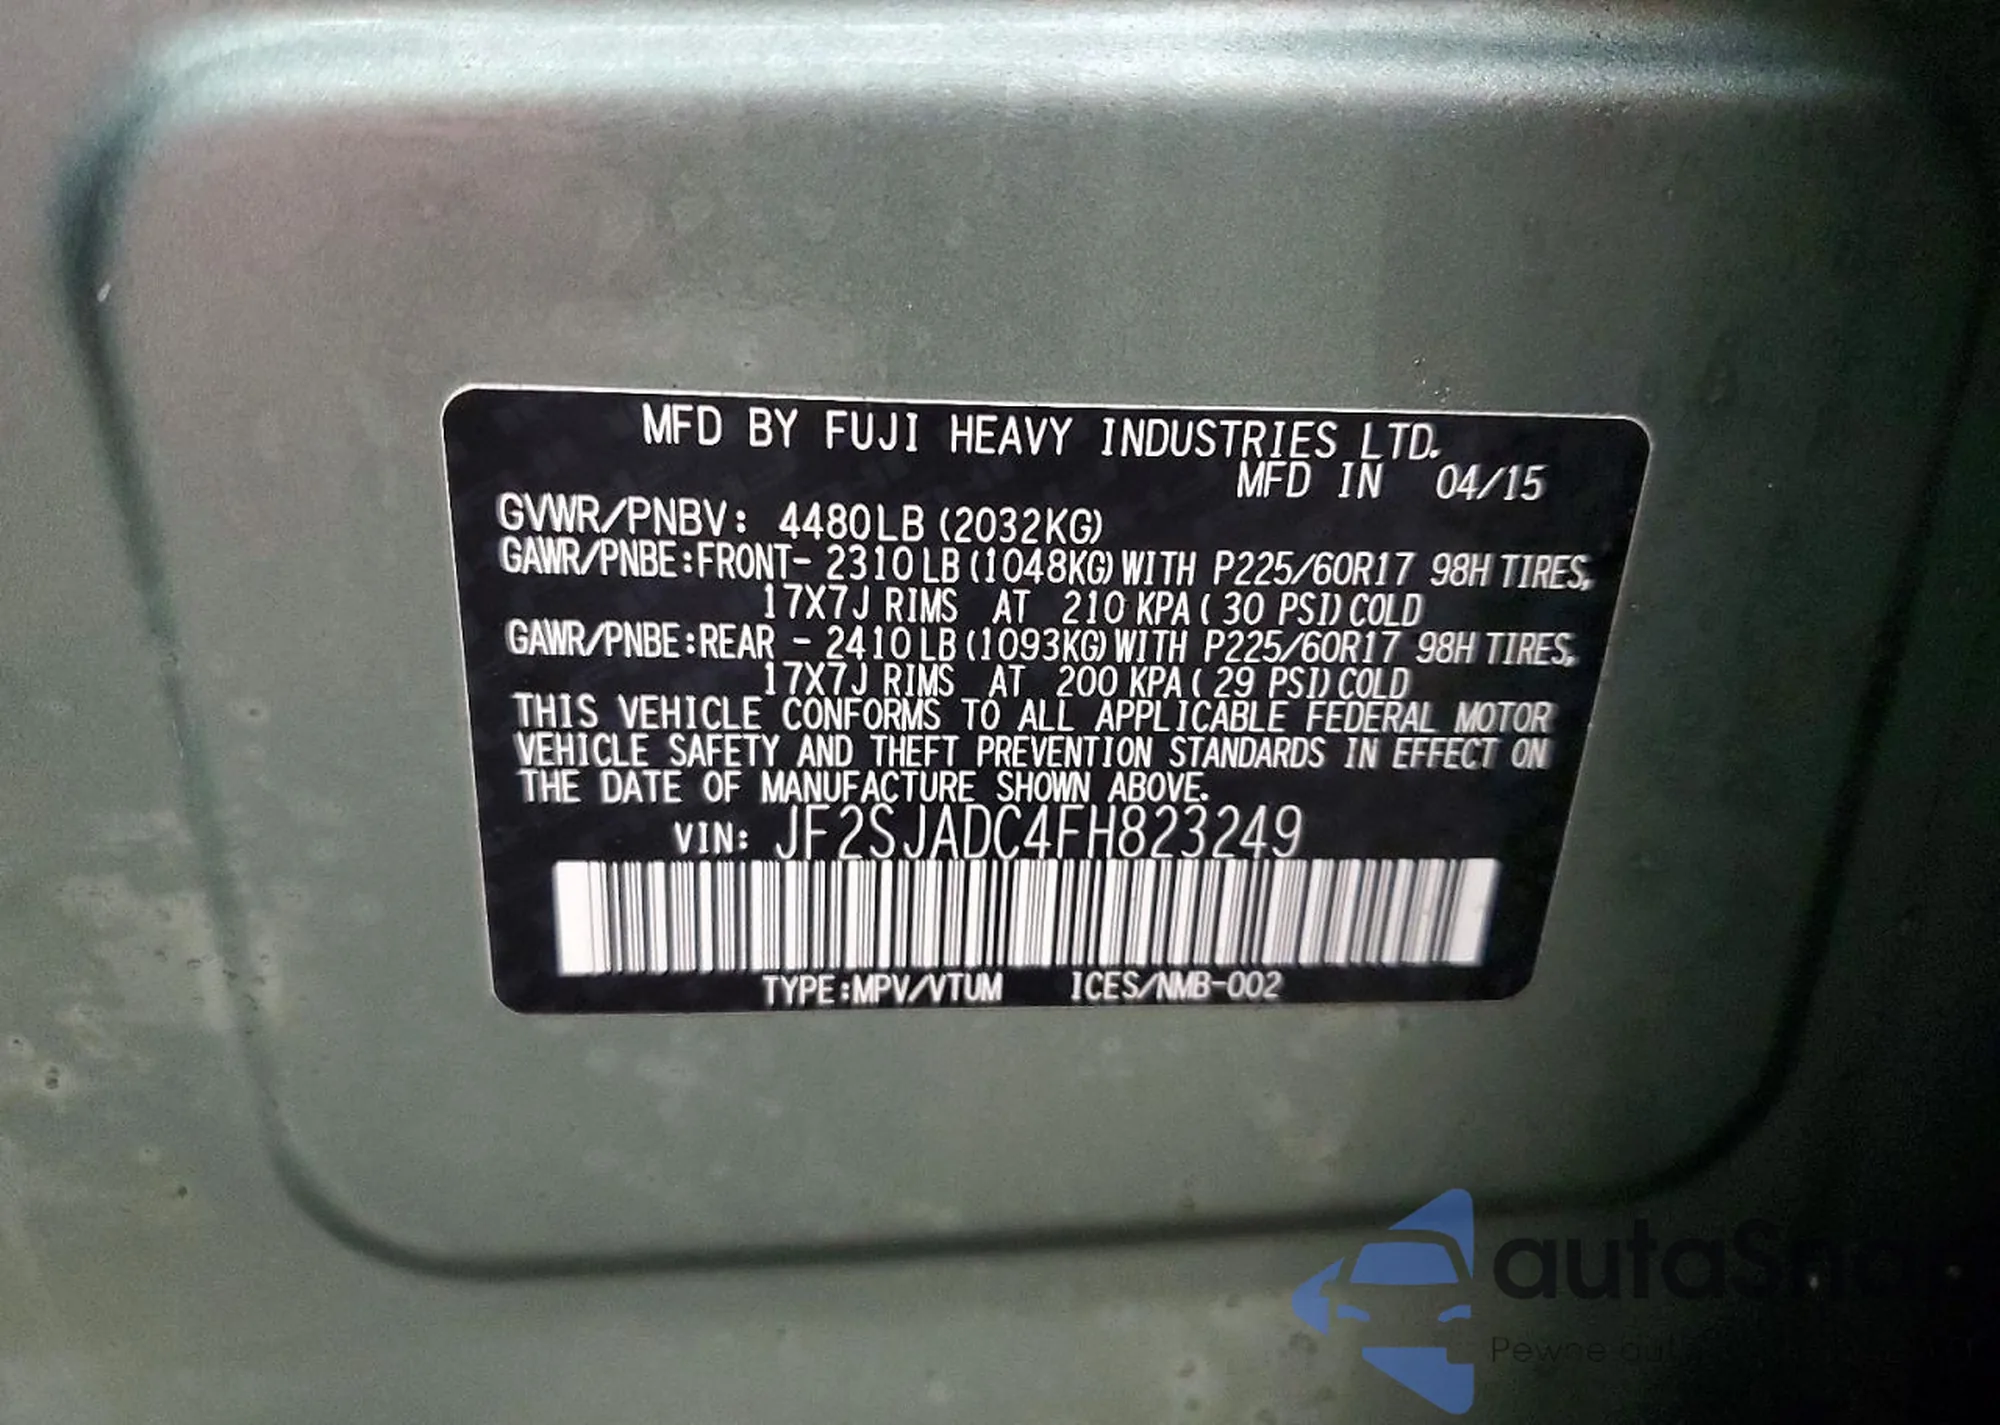 MFD BY FUJI HEAVY INDUSTRIES LTD.
MFD IN 04/15
GVWR/PNBV: 4480LB (2032KG)
GAWR/PNBE:FRONT- 2310 LB (1048KG) WITH P225/60R17 98H TIRES,
17X7J RIMS AT 210 KPA ( 30 PSI) COLD
GAWR/PNBE:REAR - 2410 LB (1093KG) WITH P225/60R17 98H TIRES,
17X7J RIMS AT 200 KPA ( 29 PSI) COLD
THIS VEHICLE CONFORMS TO ALL APPLICABLE FEDERAL MOTOR
VEHICLE SAFETY AND THEFT PREVENTION STANDARDS IN EFFECT ON
THE DATE OF MANUFACTURE SHOWN ABOVE.
VIN: JF2SJADC4FH823249
TYPE:MPV/VTUM ICES/NMB-002
autaSnap
Pewne